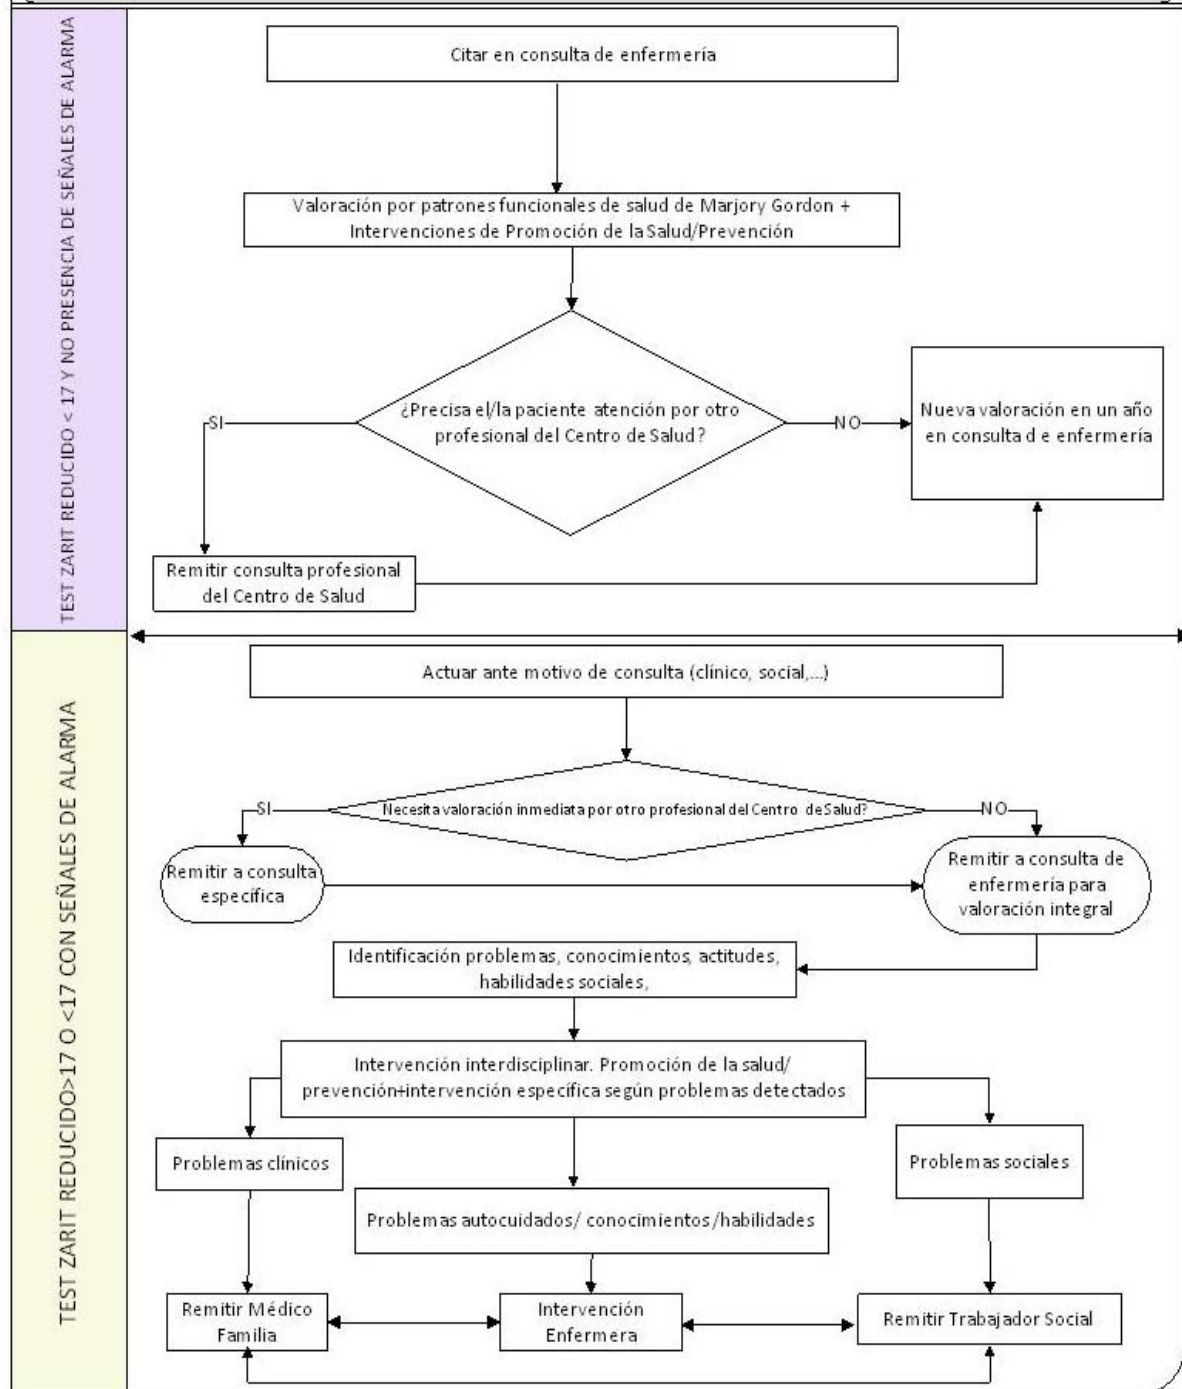 TEST ZARIT REDUCIDO < 17 Y NO PRESENCIA DE SEÑALES DE ALARMA
Citar en consulta de enfermería
Valoración por patrones funcionales de salud de Marjory Gordon +
Intervenciones de Promoción de la Salud/Prevención
¿Precisa el/la paciente atención por otro
profesional del Centro de Salud?
SI
NO
Nueva valoración en un año
en consulta d e enfermería
Remitir consulta profesional
del Centro de Salud
TEST ZARIT REDUCIDO>17 O <17 CON SEÑALES DE ALARMA
Actuar ante motivo de consulta (clínico, social,...)
Necesita valoración inmediata por otro profesional del Centro de Salud?
SI
NO
Remitir a consulta
específica
Remitir a consulta de
enfermería para
valoración integral
Identificación problemas, conocimientos, actitudes,
habilidades sociales,
Intervención interdisciplinar. Promoción de la salud/
prevención+intervención específica según problemas detectados
Problemas clínicos
Problemas sociales
Problemas autocuidados/ conocimientos/habilidades
Remitir Médico
Familia
Intervención
Enfermera
Remitir Trabajador Social